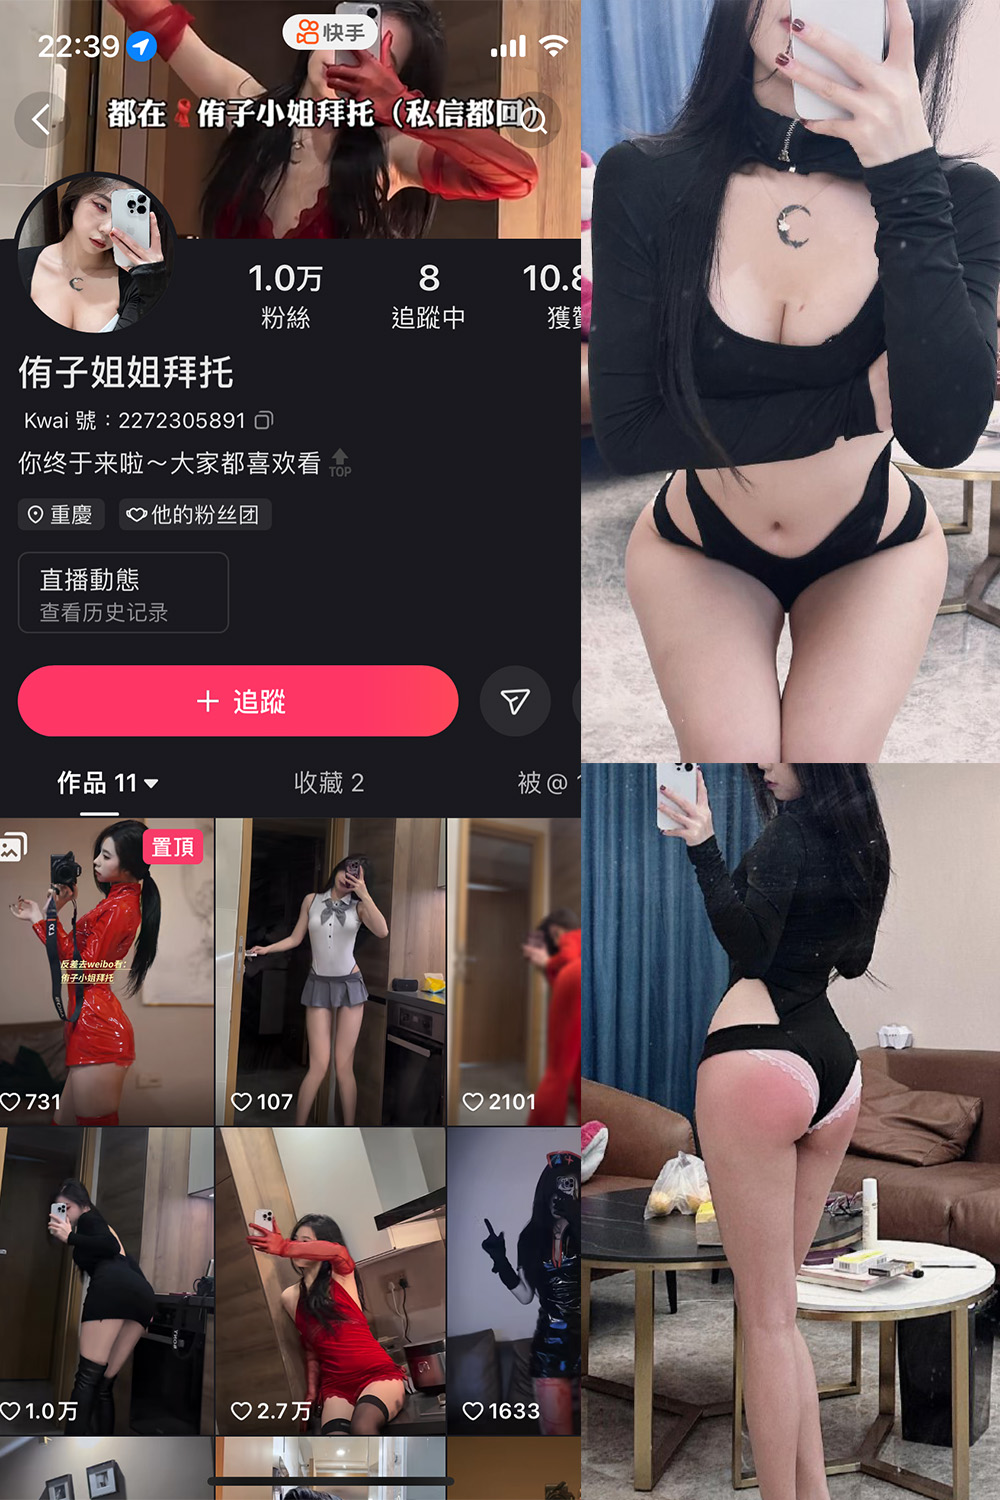 22:39
快手
都在 侑子小姐拜托（私信都回）
1.0万
粉絲
8
追蹤中
10.8
獲讚
侑子姐姐拜托
Kwai 號：2272305891
你终于来啦～大家都喜欢看 TOP
重慶
他的粉丝团
直播動態
查看历史记录
+ 追蹤
作品 11
收藏 2
被@
置頂
反差去weibo看：
侑子小姐拜托
731
107
2101
1.0万
2.7万
1633